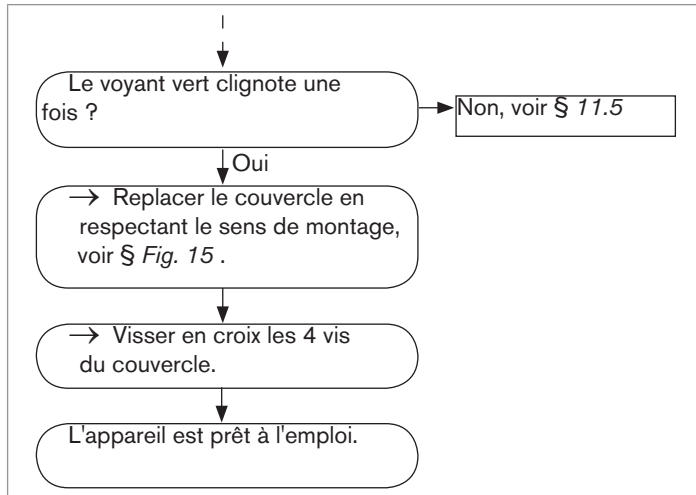 Le voyant vert clignote une
fois ?
Non, voir § 11.5
Oui
→ Replacer le couvercle en
respectant le sens de montage,
voir § Fig. 15 .
→ Visser en croix les 4 vis
du couvercle.
L'appareil est prêt à l'emploi.